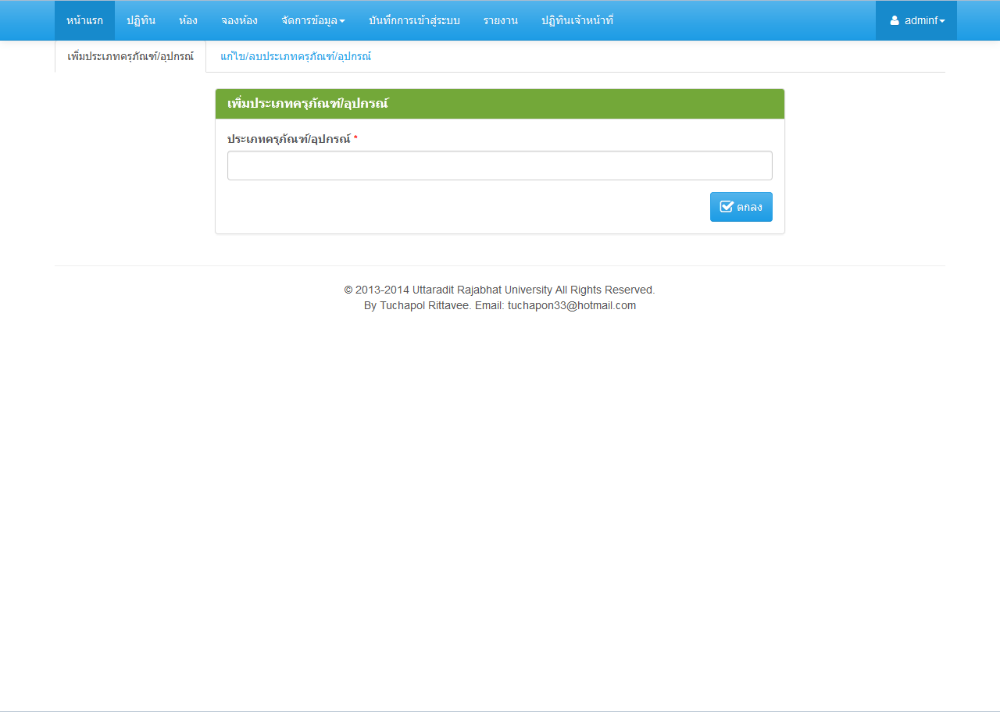 หน้าแรก ปฏิทิน ห้อง จองห้อง จัดการข้อมูล บันทึกการเข้าสู่ระบบ รายงาน ปฏิทินเจ้าหน้าที่ adminf
เพิ่มประเภทครุภัณฑ์/อุปกรณ์ แก้ไข/ลบประเภทครุภัณฑ์/อุปกรณ์
เพิ่มประเภทครุภัณฑ์/อุปกรณ์
ประเภทครุภัณฑ์/อุปกรณ์ *
ตกลง
© 2013-2014 Uttaradit Rajabhat University All Rights Reserved.
By Tuchapol Rittavee. Email: tuchapon33@hotmail.com